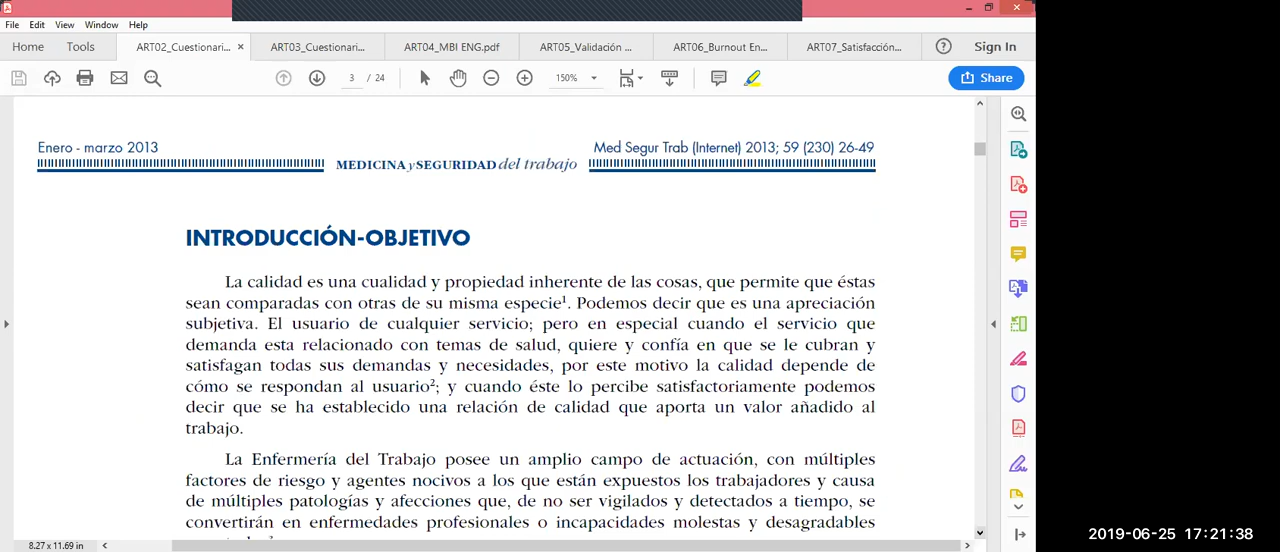 File Edit View Window Help
Home Tools ART02_Cuestionari... × ART03_Cuestionari... ART04_MBI ENG.pdf ART05_Validación ... ART06_Burnout En... ART07_Satisfacción... Sign In
3 / 24 150% Share
Enero - marzo 2013 Med Segur Trab (Internet) 2013; 59 (230) 26-49
MEDICINA y SEGURIDAD del trabajo
INTRODUCCIÓN-OBJETIVO
La calidad es una cualidad y propiedad inherente de las cosas, que permite que éstas
sean comparadas con otras de su misma especie¹. Podemos decir que es una apreciación
subjetiva. El usuario de cualquier servicio; pero en especial cuando el servicio que
demanda esta relacionado con temas de salud, quiere y confía en que se le cubran y
satisfagan todas sus demandas y necesidades, por este motivo la calidad depende de
cómo se respondan al usuario²; y cuando éste lo percibe satisfactoriamente podemos
decir que se ha establecido una relación de calidad que aporta un valor añadido al
trabajo.
La Enfermería del Trabajo posee un amplio campo de actuación, con múltiples
factores de riesgo y agentes nocivos a los que están expuestos los trabajadores y causa
de múltiples patologías y afecciones que, de no ser vigilados y detectados a tiempo, se
convertirán en enfermedades profesionales o incapacidades molestas y desagradables
8.27 x 11.69 in
2019-06-25 17:21:38